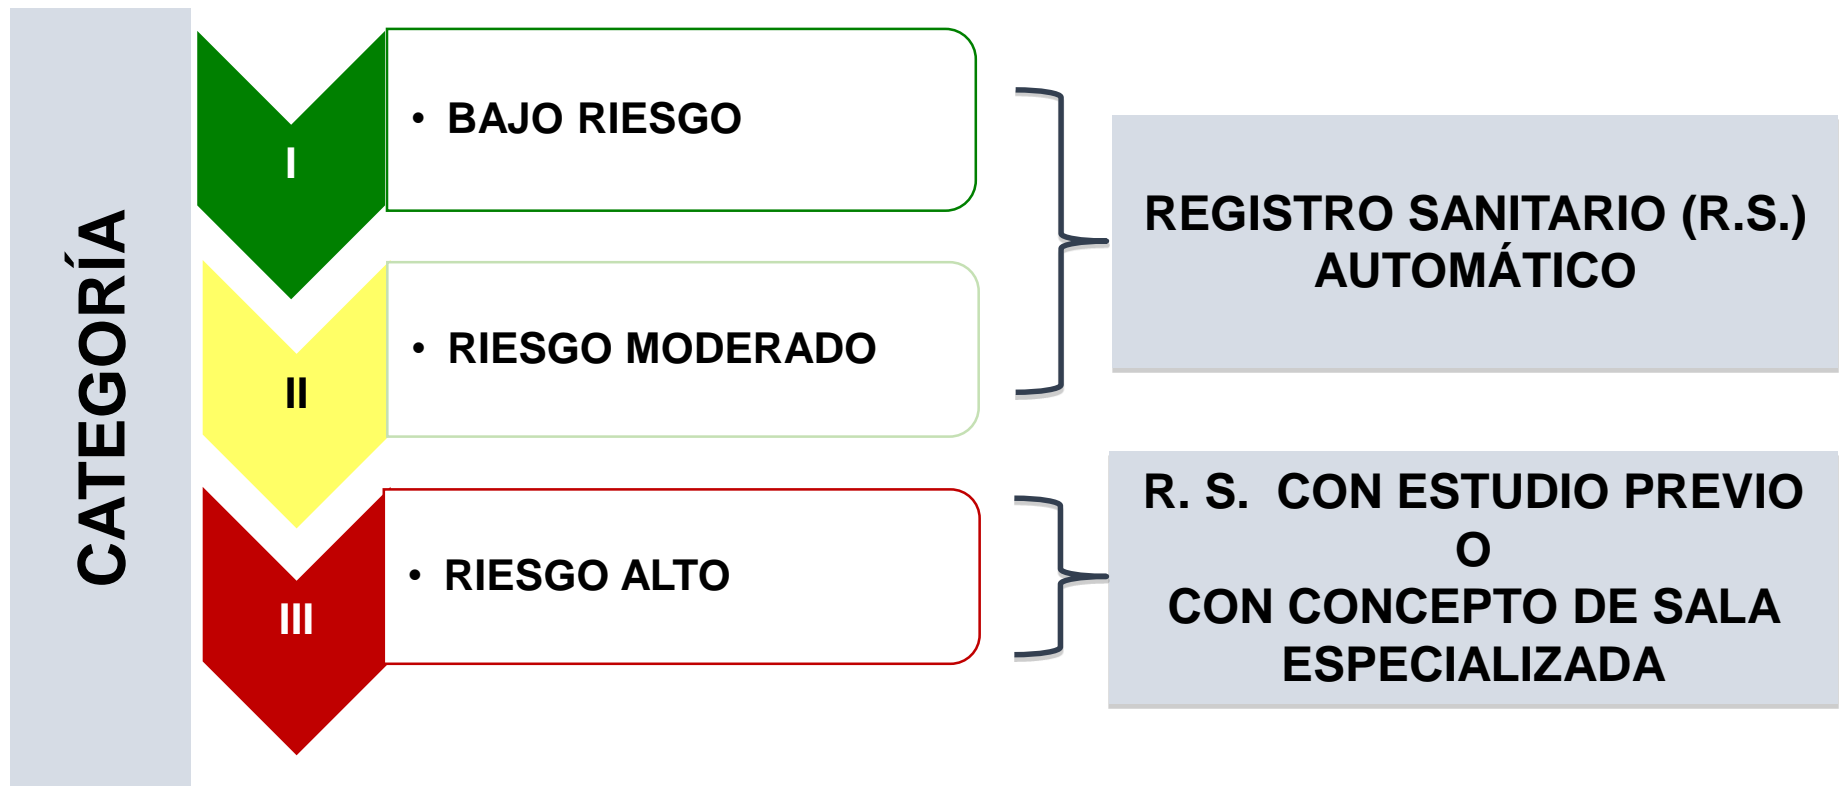 CATEGORÍA
I
• BAJO RIESGO
II
• RIESGO MODERADO
III
• RIESGO ALTO
REGISTRO SANITARIO (R.S.)
AUTOMÁTICO
R. S. CON ESTUDIO PREVIO
O
CON CONCEPTO DE SALA
ESPECIALIZADA